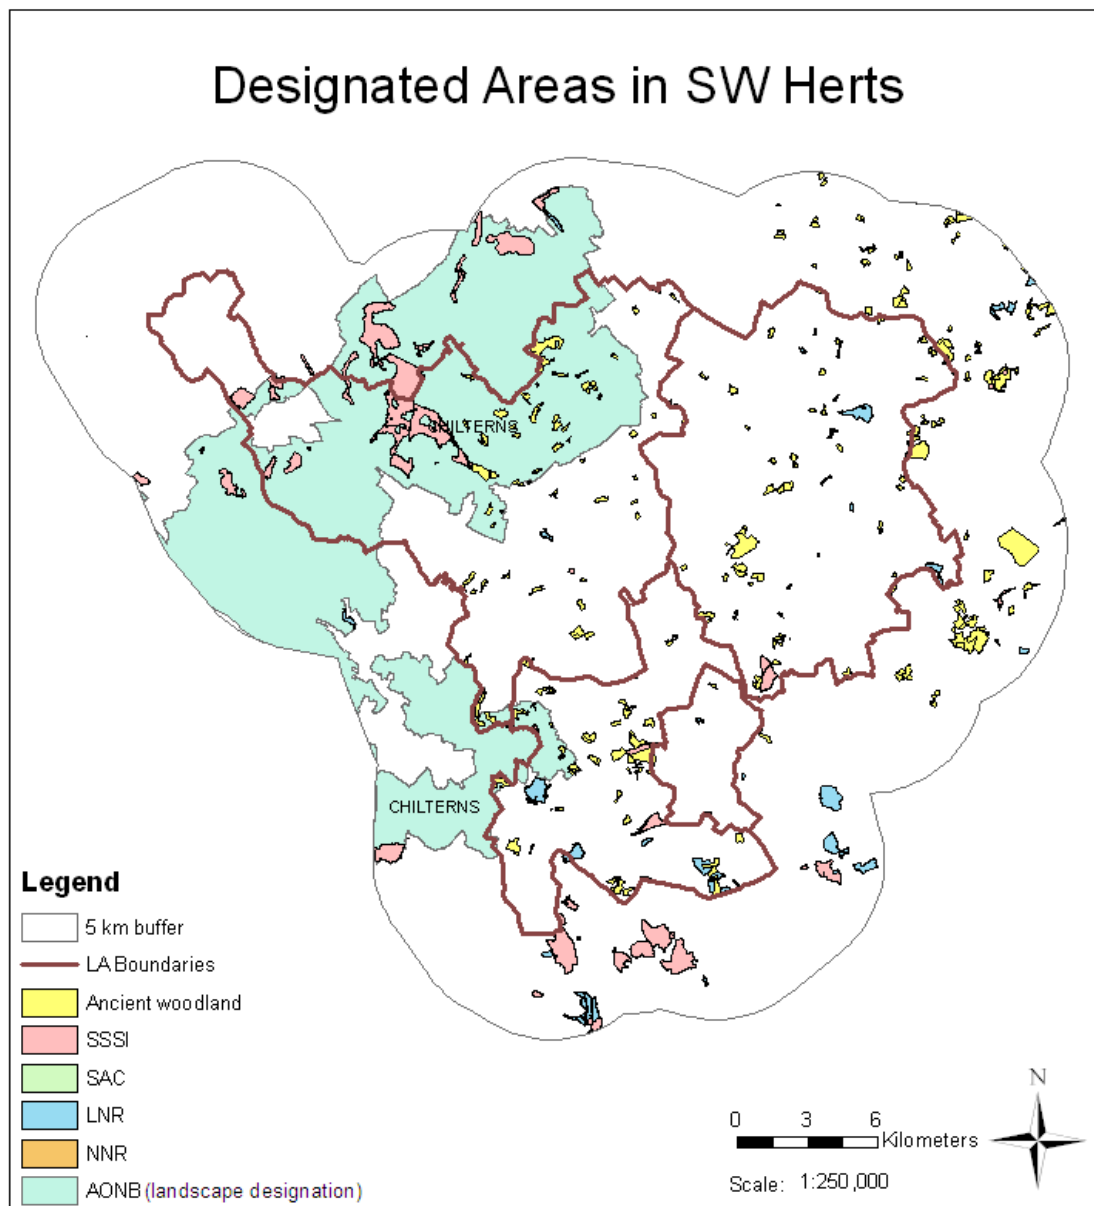 Designated Areas in SW Herts
CHILTERNS
CHILTERNS
Legend
5 km buffer
LA Boundaries
Ancient woodland
SSSI
SAC
LNR
NNR
AONB (landscape designation)
N
0 3 6
Kilometers
Scale: 1:250,000